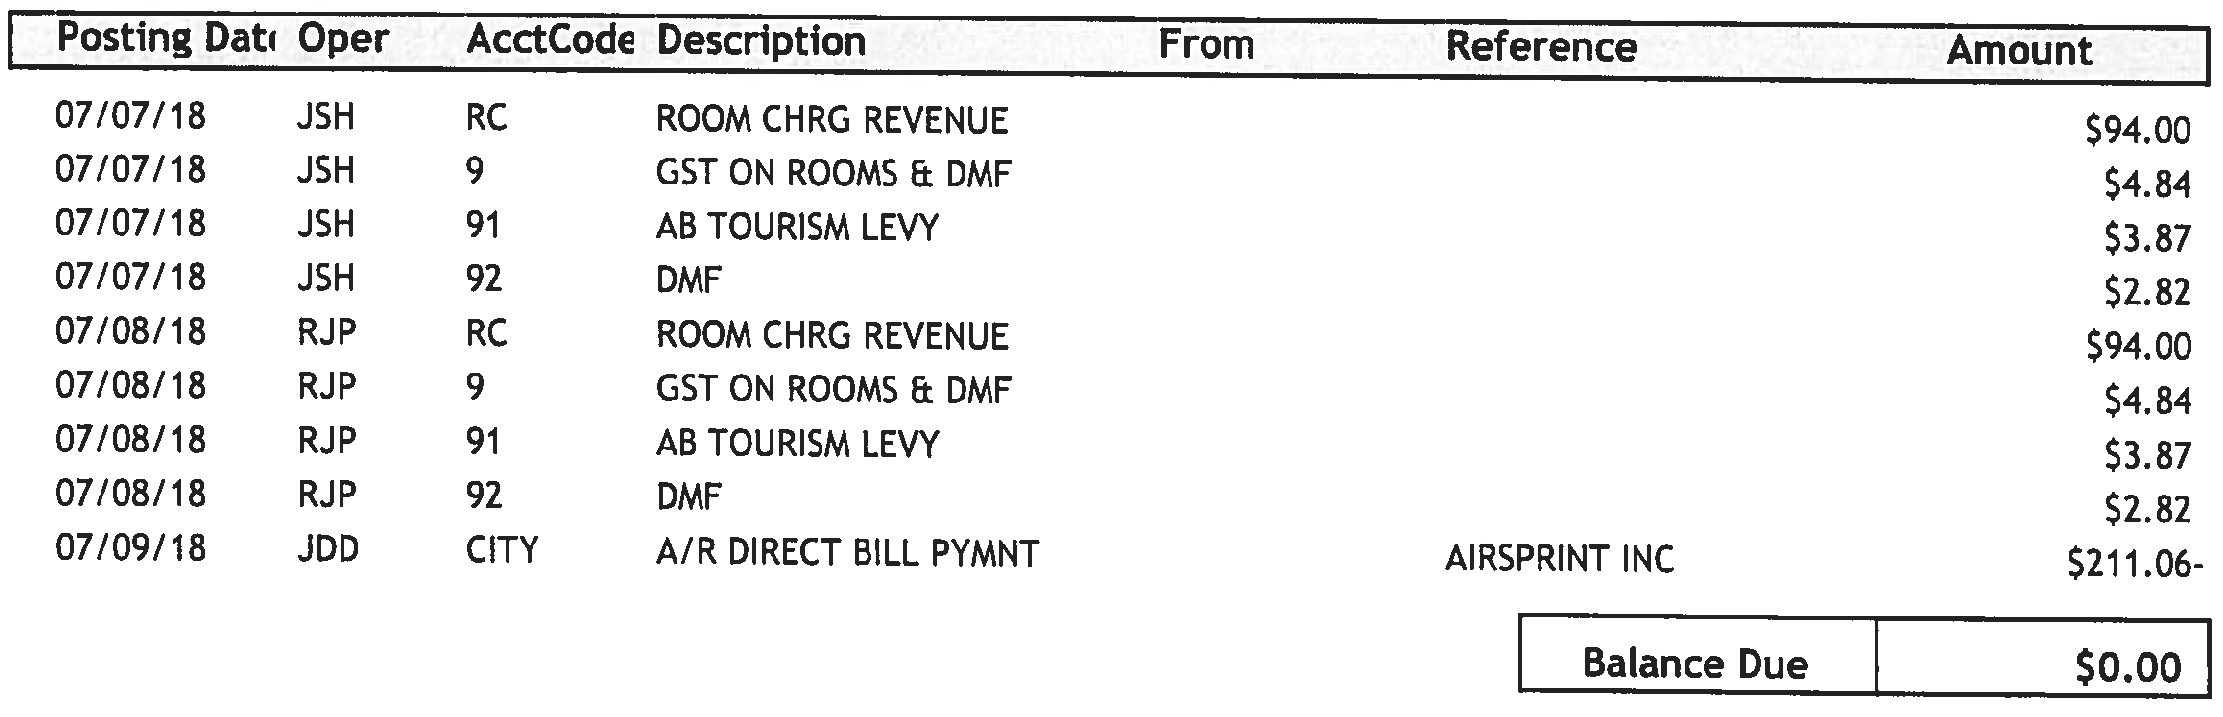 Posting Date Oper AcctCode Description From Reference Amount
07/07/18 JSH RC ROOM CHRG REVENUE $94.00
07/07/18 JSH 9 GST ON ROOMS & DMF $4.84
07/07/18 JSH 91 AB TOURISM LEVY $3.87
07/07/18 JSH 92 DMF $2.82
07/08/18 RJP RC ROOM CHRG REVENUE $94.00
07/08/18 RJP 9 GST ON ROOMS & DMF $4.84
07/08/18 RJP 91 AB TOURISM LEVY $3.87
07/08/18 RJP 92 DMF $2.82
07/09/18 JDD CITY A/R DIRECT BILL PYMNT AIRSPRINT INC $211.06-
Balance Due $0.00